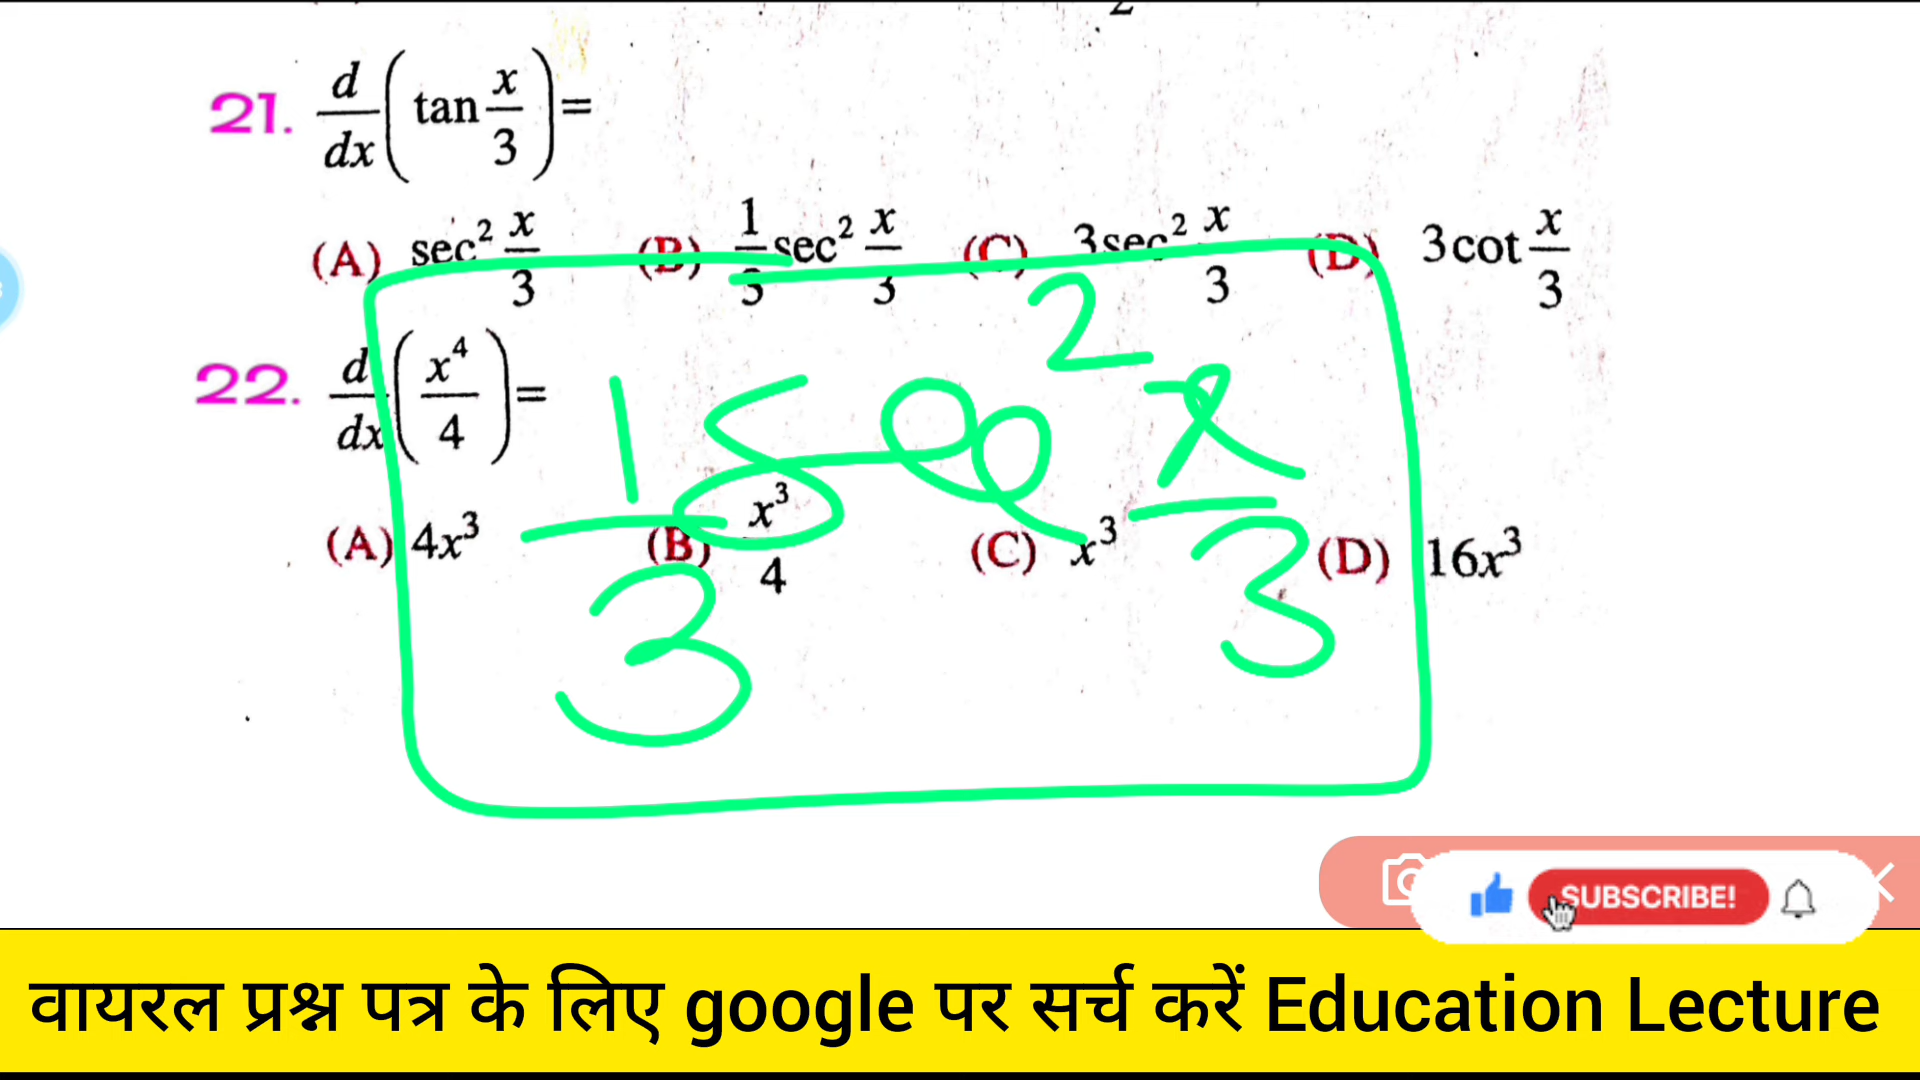 21. d/dx ( tan x/3 ) =
(A) sec² x/3 (B) 1/3 sec² x/3 (C) 3sec² x/3 (D) 3cot x/3
22. d/dx ( x⁴/4 ) =
(A) 4x³ (B) x³/4 (C) x³ (D) 16x³
1/3 sec² x/3
SUBSCRIBE!
वायरल प्रश्न पत्र के लिए google पर सर्च करें Education Lecture